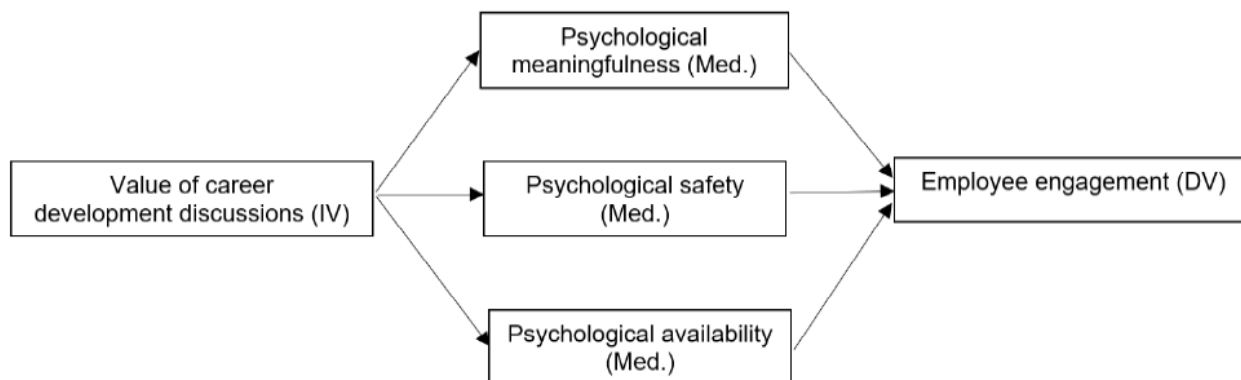 Psychological
meaningfulness (Med.)
Value of career
development discussions (IV)
Psychological safety
(Med.)
Employee engagement (DV)
Psychological availability
(Med.)